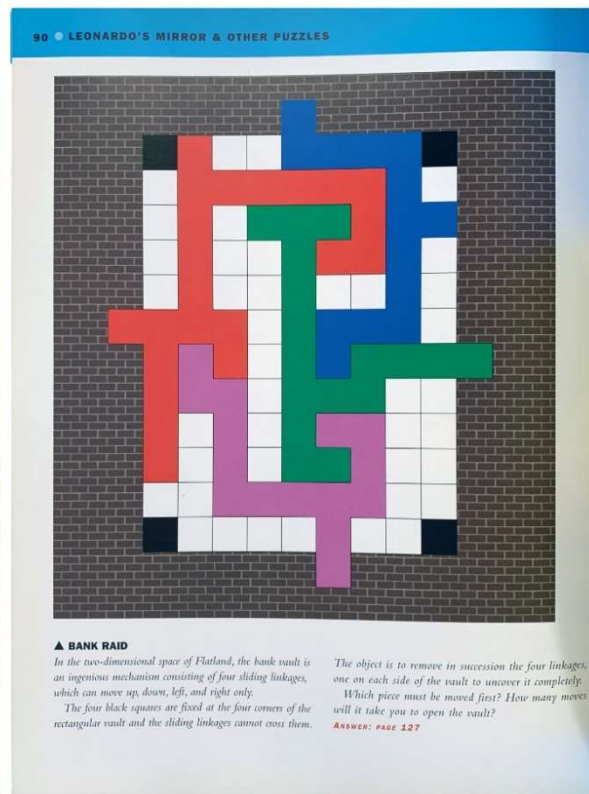 90 ● LEONARDO'S MIRROR & OTHER PUZZLES
▲ BANK RAID
In the two-dimensional space of Flatland, the bank vault is
an ingenious mechanism consisting of four sliding linkages,
which can move up, down, left, and right only.
The four black squares are fixed at the four corners of the
rectangular vault and the sliding linkages cannot cross them.
The object is to remove in succession the four linkages,
one on each side of the vault to uncover it completely.
Which piece must be moved first? How many moves
will it take you to open the vault?
ANSWER: PAGE 127